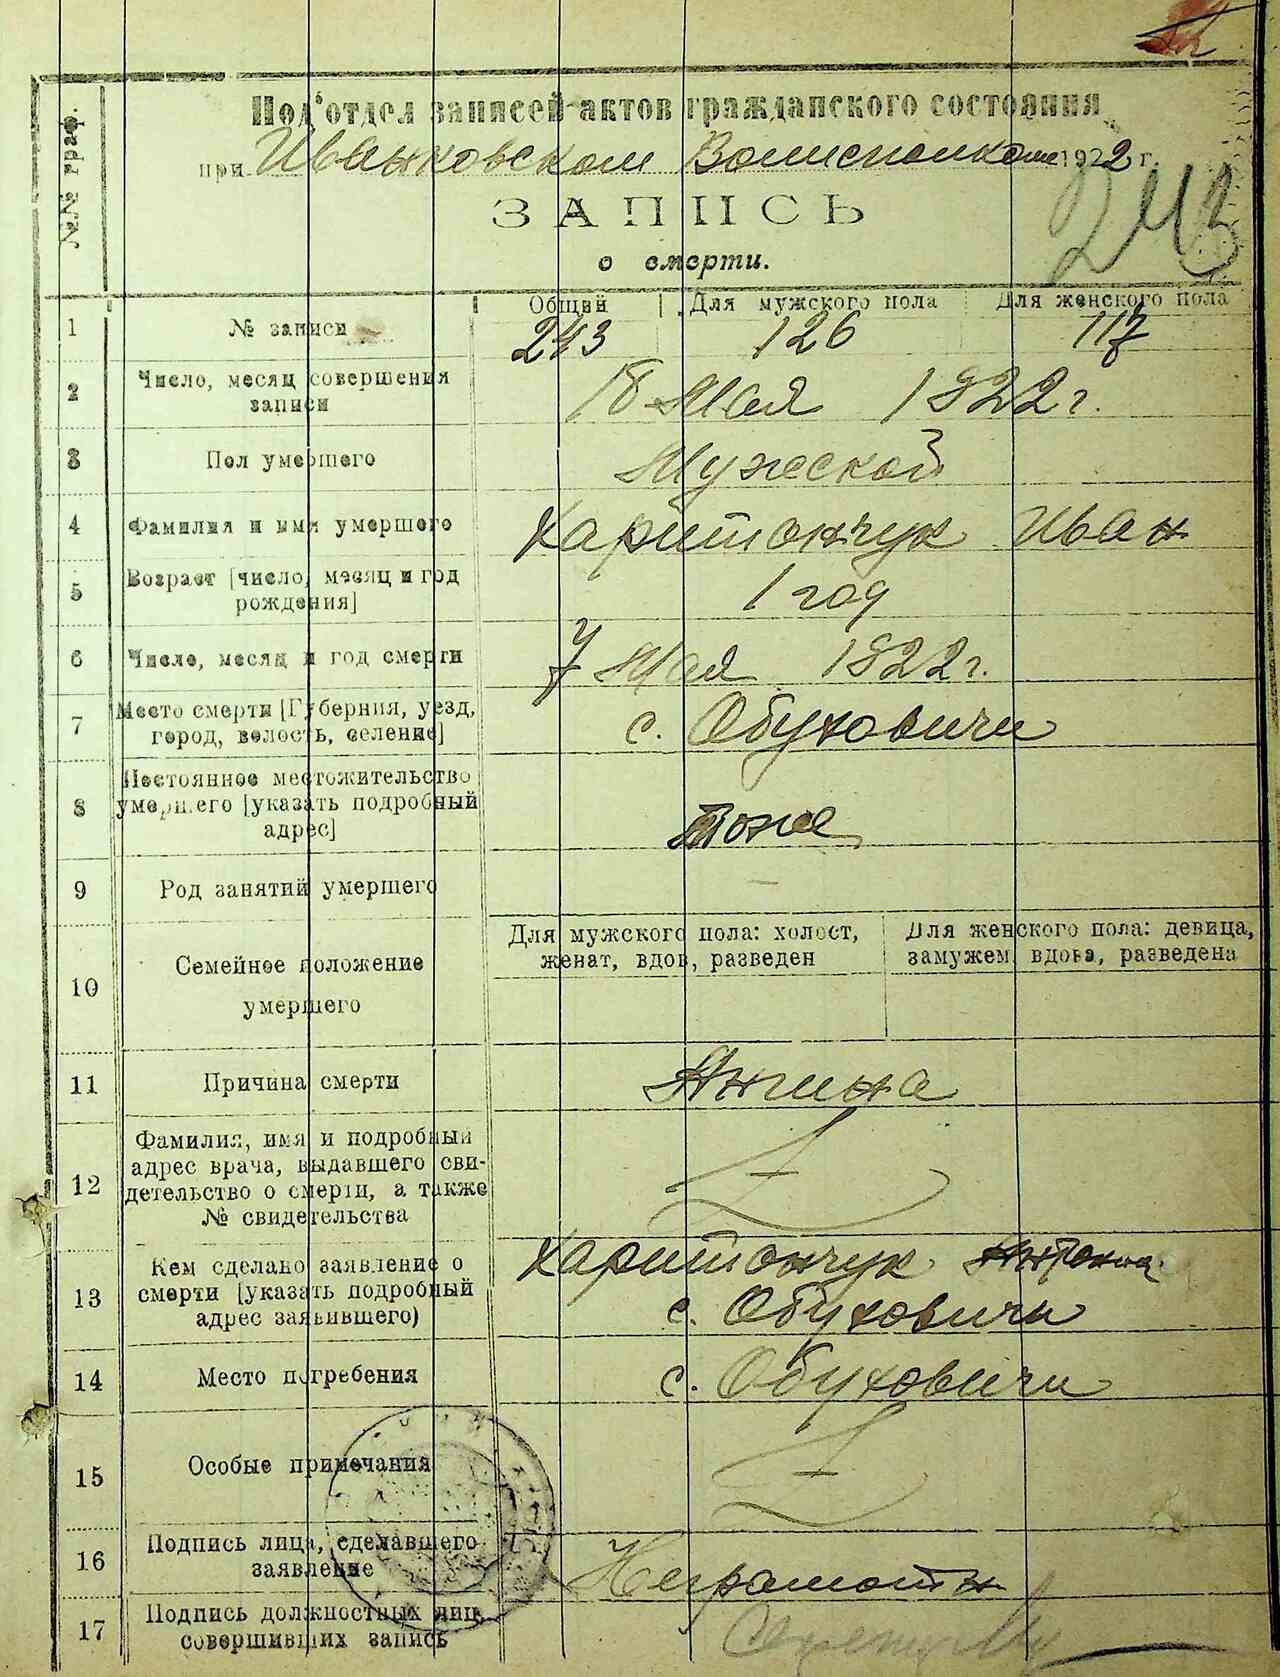 №№ граф.
Под'отдел записей актов гражданского состояния
при Иванковском Волисполкоме 1922 г.
ЗАПИСЬ
243
о смерти.
Общий Для мужского пола Для женского пола
1 № записи 243 126 117
2 Число, месяц совершения
записи 18 Мая 1922 г.
3 Пол умершего Мужской
4 Фамилия и имя умершего Харитончук Иван
5 Возраст [число, месяц и год
рождения] 1 год
6 Число, месяц и год смерти 7 Мая 1922 г.
7 Место смерти [Губерния, уезд,
город, волость, селение] с. Обуховичи
Постоянное местожительство
8 умершего [указать подробный
адрес] тоже
9 Род занятий умершего —
Для мужского пола: холост, Для женского пола: девица,
женат, вдов, разведен замужем, вдова, разведена
10 Семейное положение
умершего
11 Причина смерти Ангина
Фамилия, имя и подробный
адрес врача, выдавшего сви-
12 детельство о смерти, а также
№ свидетельства
Кем сделано заявление о Харитончук
13 смерти [указать подробный
адрес заявившего) с. Обуховичи
14 Место погребения с. Обуховичи
15 Особые примечания
16 Подпись лица, сделавшего
заявление Неграмотн
17 Подпись должностных лиц,
совершивших запись